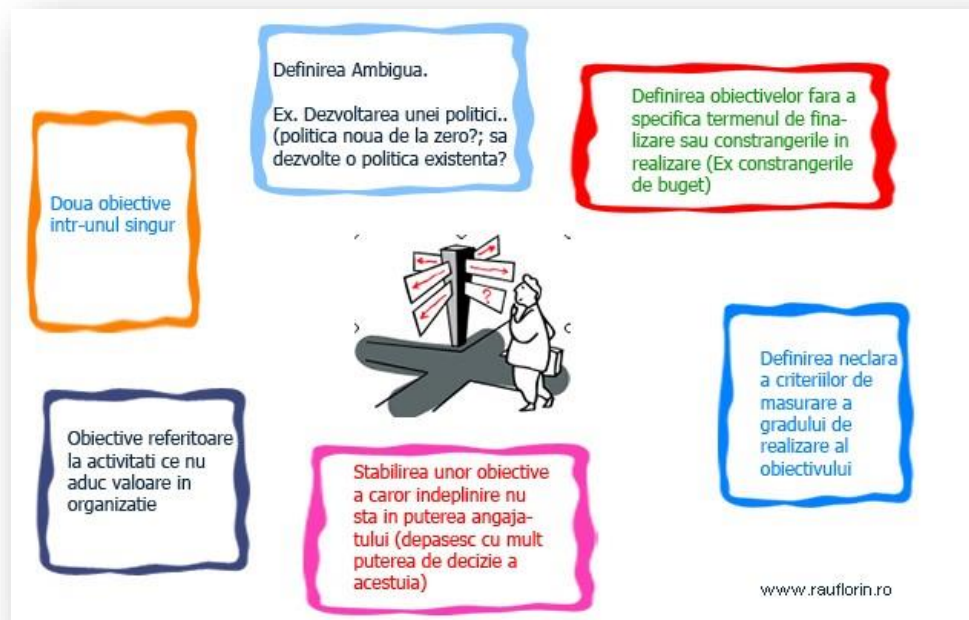 Definirea Ambigua.
Ex. Dezvoltarea unei politici..
(politica noua de la zero?; sa
dezvolte o politica existenta?
Definirea obiectivelor fara a
specifica termenul de fina-
lizare sau constrangerile in
realizare (Ex constrangerile
de buget)
Doua obiective
intr-unul singur
?
Definirea neclara
a criteriilor de
masurare a
gradului de
realizare al
obiectivului
Obiective referitoare
la activitati ce nu
aduc valoare in
organizatie
Stabilirea unor obiective
a caror indeplinire nu
sta in puterea angaja-
tului (depasesc cu mult
puterea de decizie a
acestuia)
www.rauflorin.ro